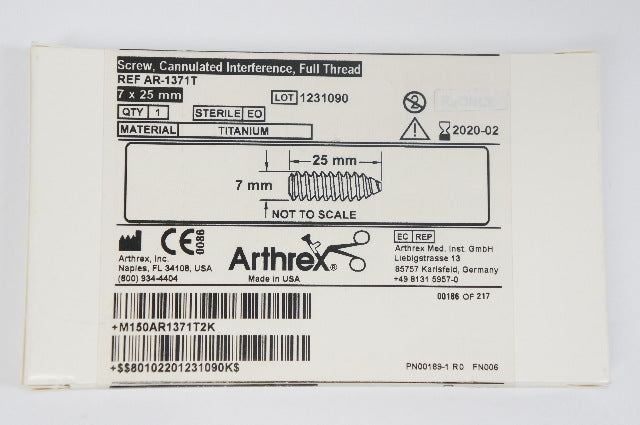 Screw, Cannulated Interference, Full Thread
REF AR-1371T
7 x 25 mm
LOT 1231090
QTY 1 STERILE EO
2
MATERIAL TITANIUM
2020-02
25 mm
7 mm
NOT TO SCALE
CE 0086
Arthrex, Inc.
Naples, FL 34108, USA
(800) 934-4404
Arthrex®
Made in USA
EC REP
Arthrex Med. Inst. GmbH
Liebigstrasse 13
85757 Karlsfeld, Germany
+49 8131 5957-0
00186 OF 217
+M150AR1371T2K
+$$80102201231090K$
PN00189-1 R0 FN006